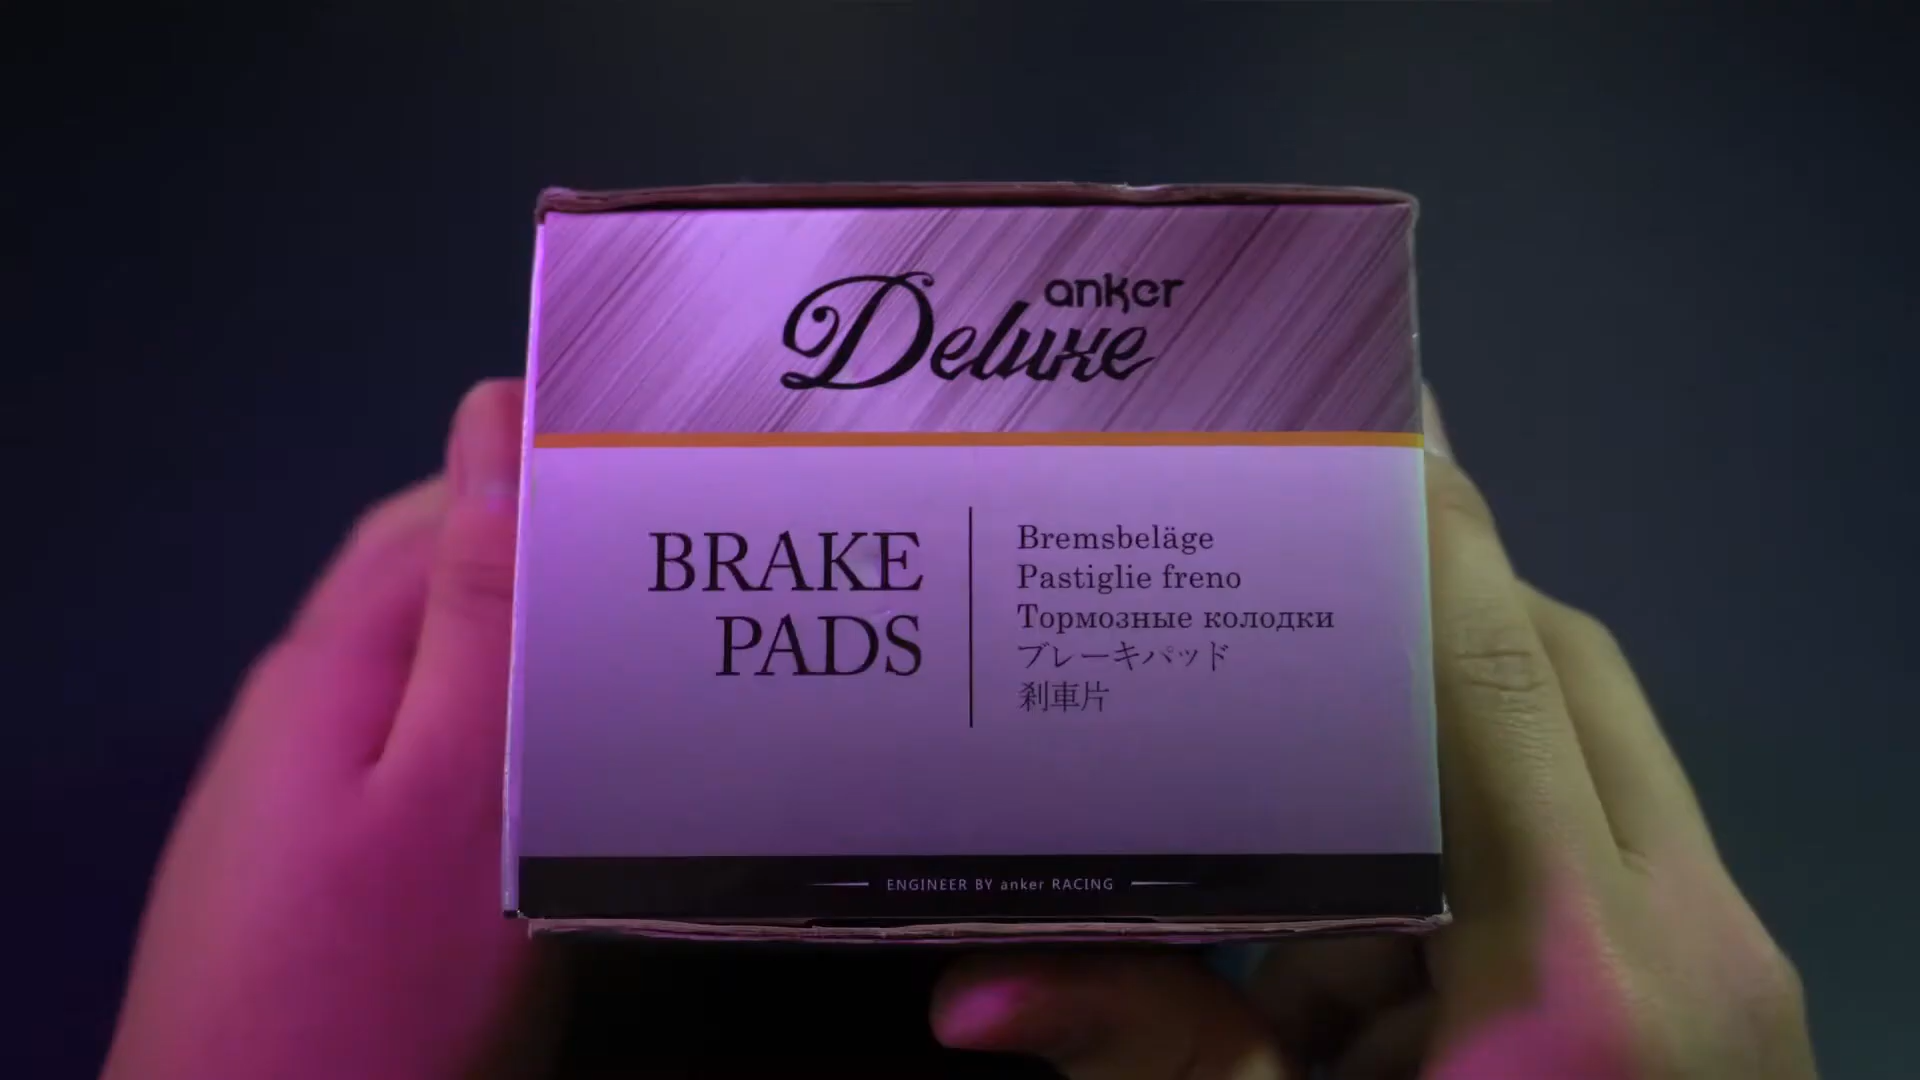 anker
Deluxe
BRAKE
PADS
Bremsbeläge
Pastiglie freno
Тормозные колодки
ブレーキパッド
刹車片
ENGINEER BY anker RACING